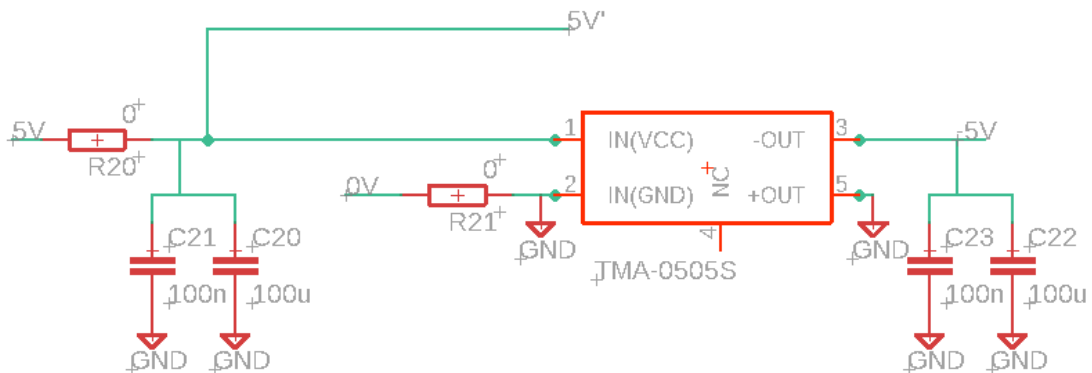 5V'
5V
0
R20
1
IN(VCC)
-OUT
3
-5V
0V
0
R21
2
IN(GND)
NC
+OUT
5
4
GND
GND
TMA-0505S
C21
C20
100n
100u
GND
GND
C23
C22
100n
100u
GND
GND